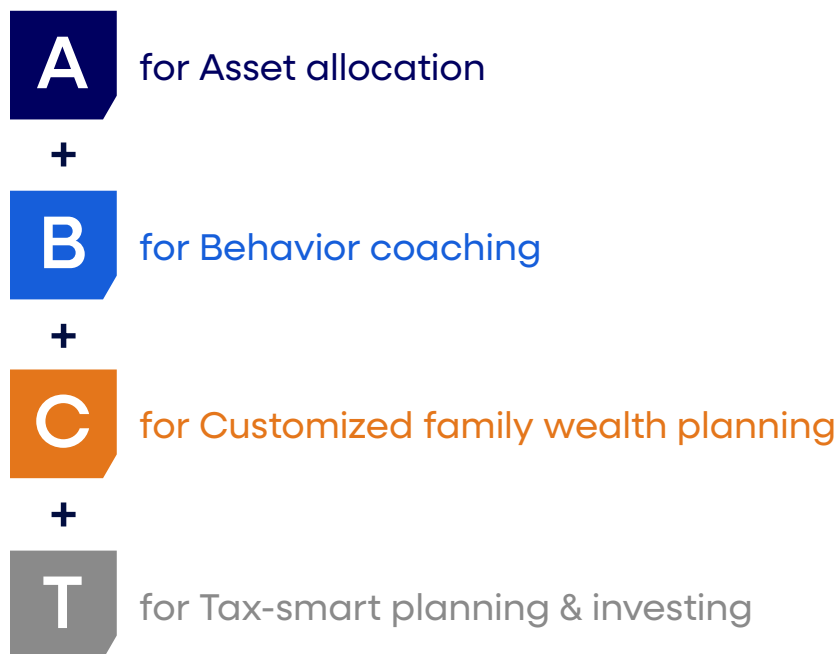 A for Asset allocation
+
B for Behavior coaching
+
C for Customized family wealth planning
+
T for Tax-smart planning & investing